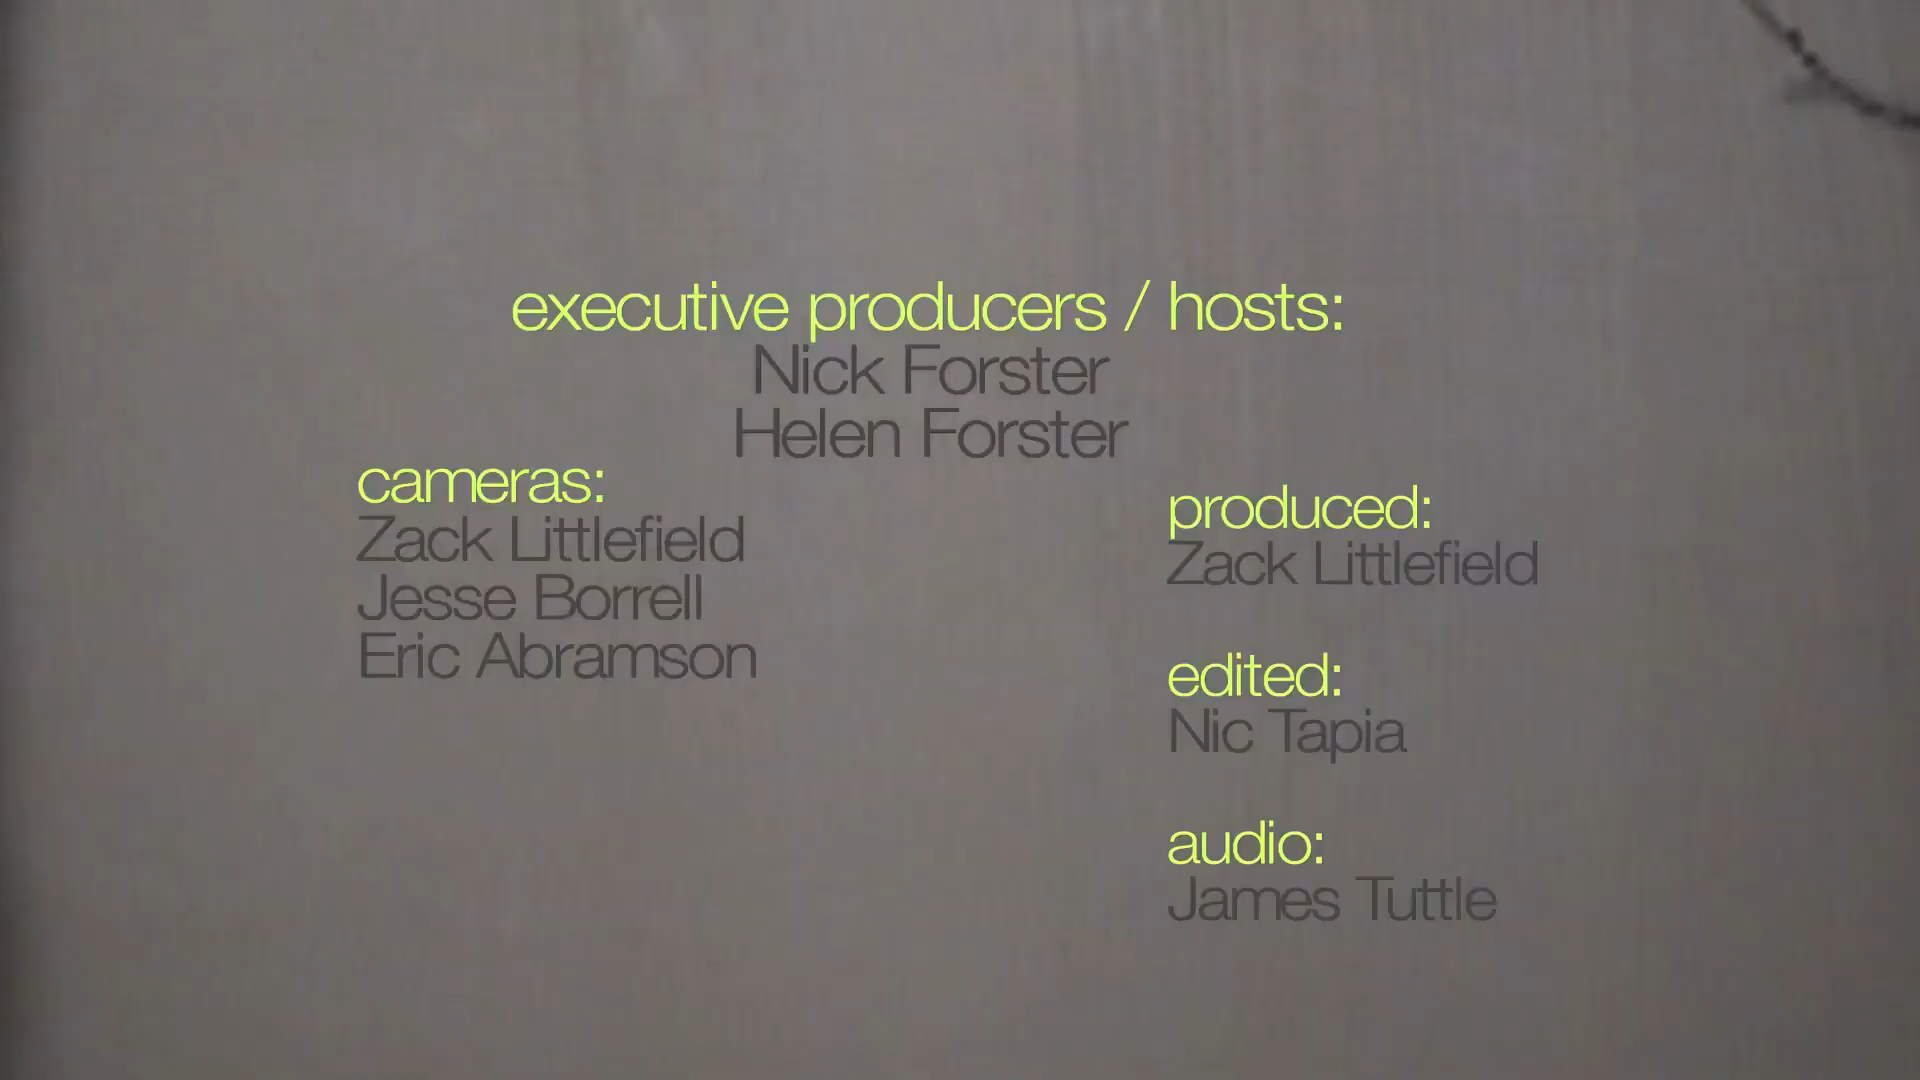 executive producers / hosts:
Nick Forster
Helen Forster
cameras:
Zack Littlefield
Jesse Borrell
Eric Abramson
produced:
Zack Littlefield
edited:
Nic Tapia
audio:
James Tuttle